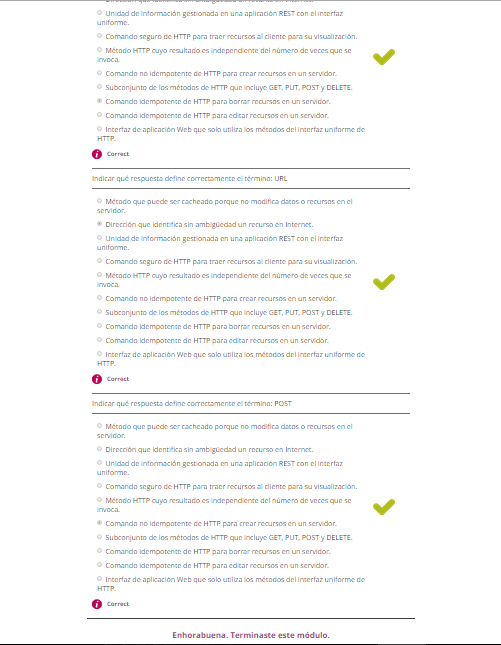 Unidad de información gestionada en una aplicación REST con el interfaz
uniforme.
Comando seguro de HTTP para traer recursos al cliente para su visualización.
Método HTTP cuyo resultado es independiente del número de veces que se
invoca.
Comando no idempotente de HTTP para crear recursos en un servidor.
Subconjunto de los métodos de HTTP que incluye GET, PUT, POST y DELETE.
Comando idempotente de HTTP para borrar recursos en un servidor.
Comando idempotente de HTTP para editar recursos en un servidor.
Interfaz de aplicación Web que solo utiliza los métodos del interfaz uniforme de
HTTP.
Correct
Indicar qué respuesta define correctamente el término: URL
Método que puede ser cacheado porque no modifica datos o recursos en el
servidor.
Dirección que identifica sin ambigüedad un recurso en Internet.
Unidad de información gestionada en una aplicación REST con el interfaz
uniforme.
Comando seguro de HTTP para traer recursos al cliente para su visualización.
Método HTTP cuyo resultado es independiente del número de veces que se
invoca.
Comando no idempotente de HTTP para crear recursos en un servidor.
Subconjunto de los métodos de HTTP que incluye GET, PUT, POST y DELETE.
Comando idempotente de HTTP para borrar recursos en un servidor.
Comando idempotente de HTTP para editar recursos en un servidor.
Interfaz de aplicación Web que solo utiliza los métodos del interfaz uniforme de
HTTP.
Correct
Indicar qué respuesta define correctamente el término: POST
Método que puede ser cacheado porque no modifica datos o recursos en el
servidor.
Dirección que identifica sin ambigüedad un recurso en Internet.
Unidad de información gestionada en una aplicación REST con el interfaz
uniforme.
Comando seguro de HTTP para traer recursos al cliente para su visualización.
Método HTTP cuyo resultado es independiente del número de veces que se
invoca.
Comando no idempotente de HTTP para crear recursos en un servidor.
Subconjunto de los métodos de HTTP que incluye GET, PUT, POST y DELETE.
Comando idempotente de HTTP para borrar recursos en un servidor.
Comando idempotente de HTTP para editar recursos en un servidor.
Interfaz de aplicación Web que solo utiliza los métodos del interfaz uniforme de
HTTP.
Correct
Enhorabuena. Terminaste este módulo.